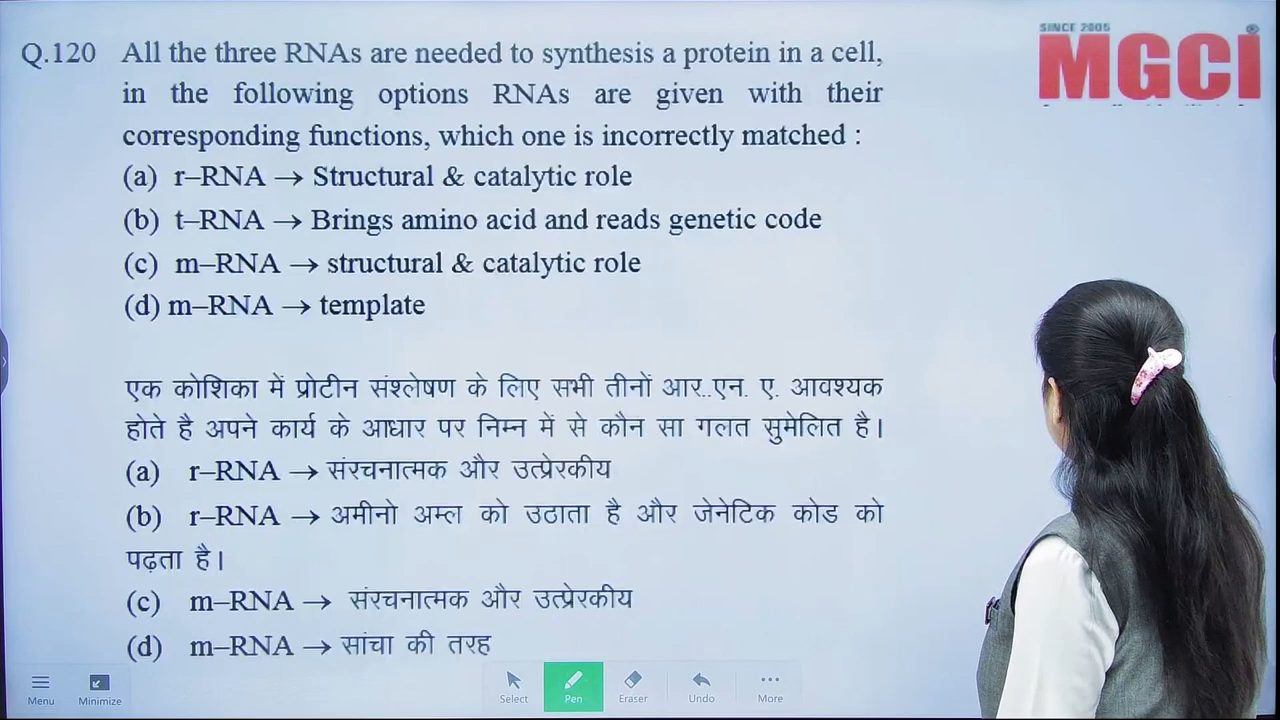 SINCE 2005
MGCI
Q.120 All the three RNAs are needed to synthesis a protein in a cell,
in the following options RNAs are given with their
corresponding functions, which one is incorrectly matched :
(a) r–RNA → Structural & catalytic role
(b) t–RNA → Brings amino acid and reads genetic code
(c) m–RNA → structural & catalytic role
(d) m–RNA → template
एक कोशिका में प्रोटीन संश्लेषण के लिए सभी तीनों आर..एन. ए. आवश्यक
होते है अपने कार्य के आधार पर निम्न में से कौन सा गलत सुमेलित है।
(a) r–RNA → संरचनात्मक और उत्प्रेरकीय
(b) r–RNA → अमीनो अम्ल को उठाता है और जेनेटिक कोड को
पढ़ता है।
(c) m–RNA → संरचनात्मक और उत्प्रेरकीय
(d) m–RNA → सांचा की तरह
Menu Minimize Select Pen Eraser Undo More